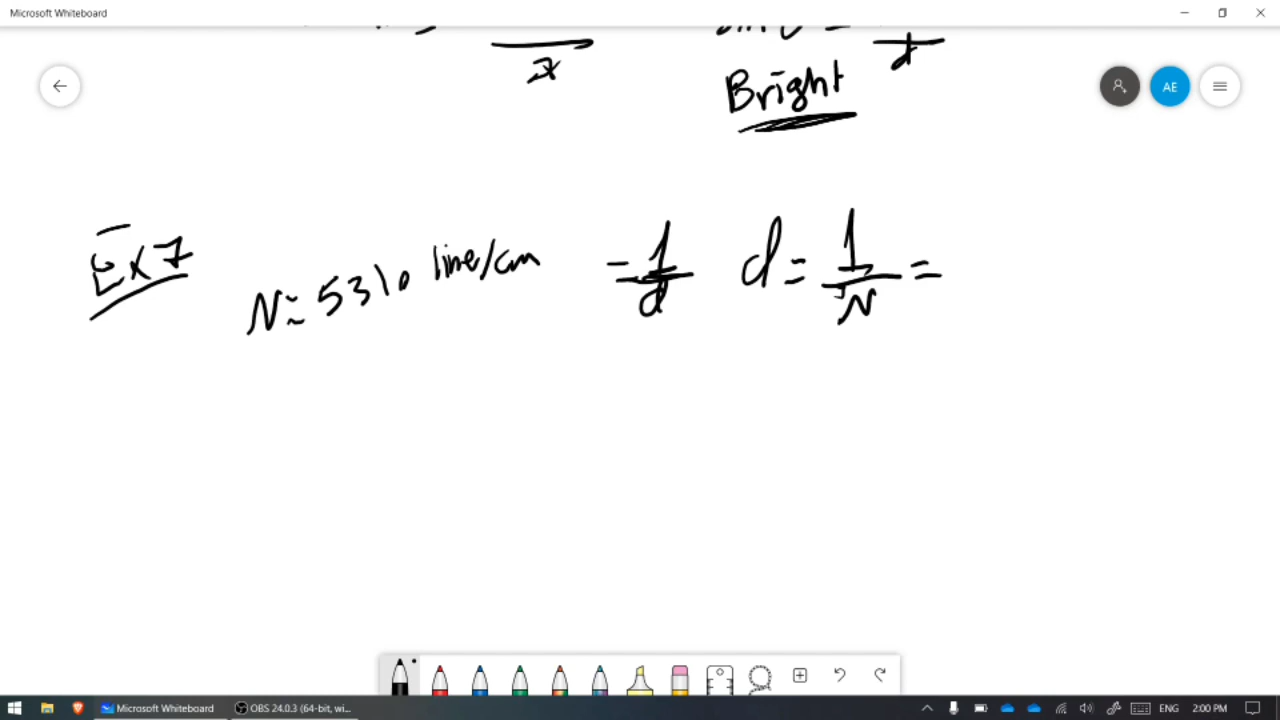 Microsoft Whiteboard
AE
Bright
Ex 7
N = 5310 line/cm = 1/d d = 1/N =
Microsoft Whiteboard
OBS 24.0.3 (64-bit, wi...
ENG
2:00 PM